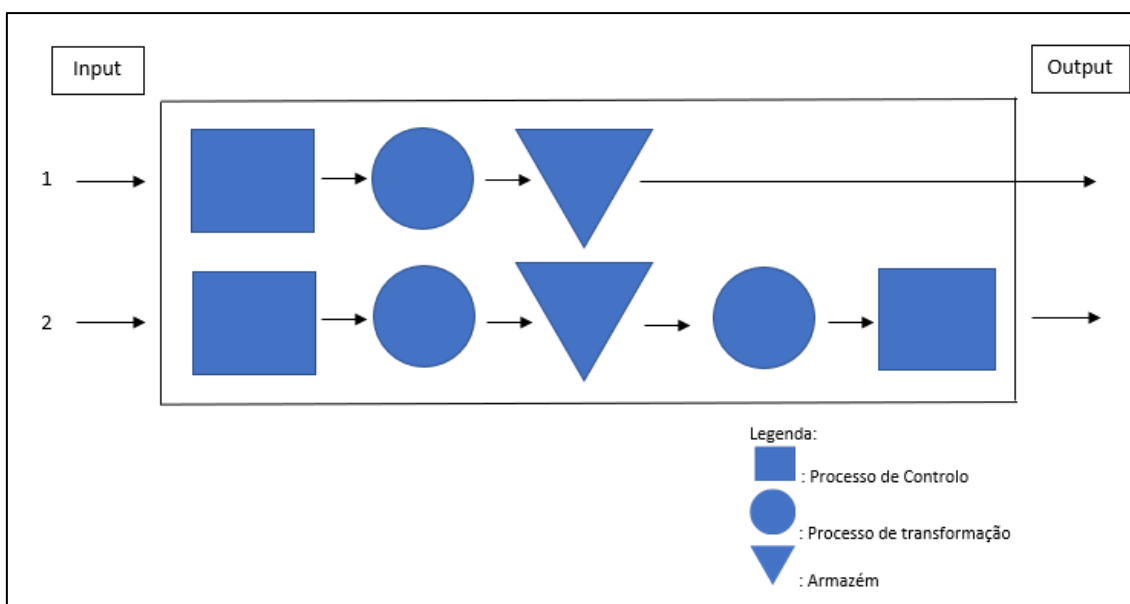 Input
Output
1
2
Legenda:
: Processo de Controlo
: Processo de transformação
: Armazém